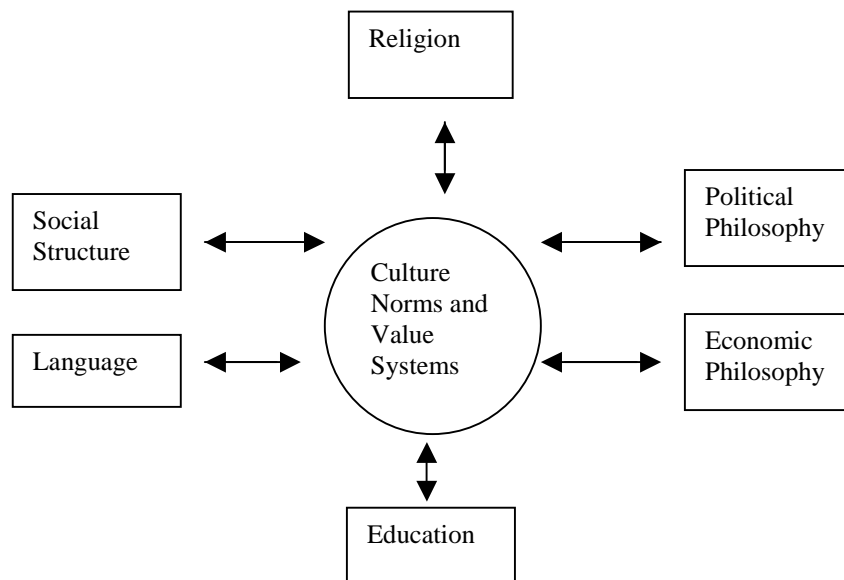 Religion
Social
Structure
Political
Philosophy
Culture
Norms and
Value
Systems
Language
Economic
Philosophy
Education